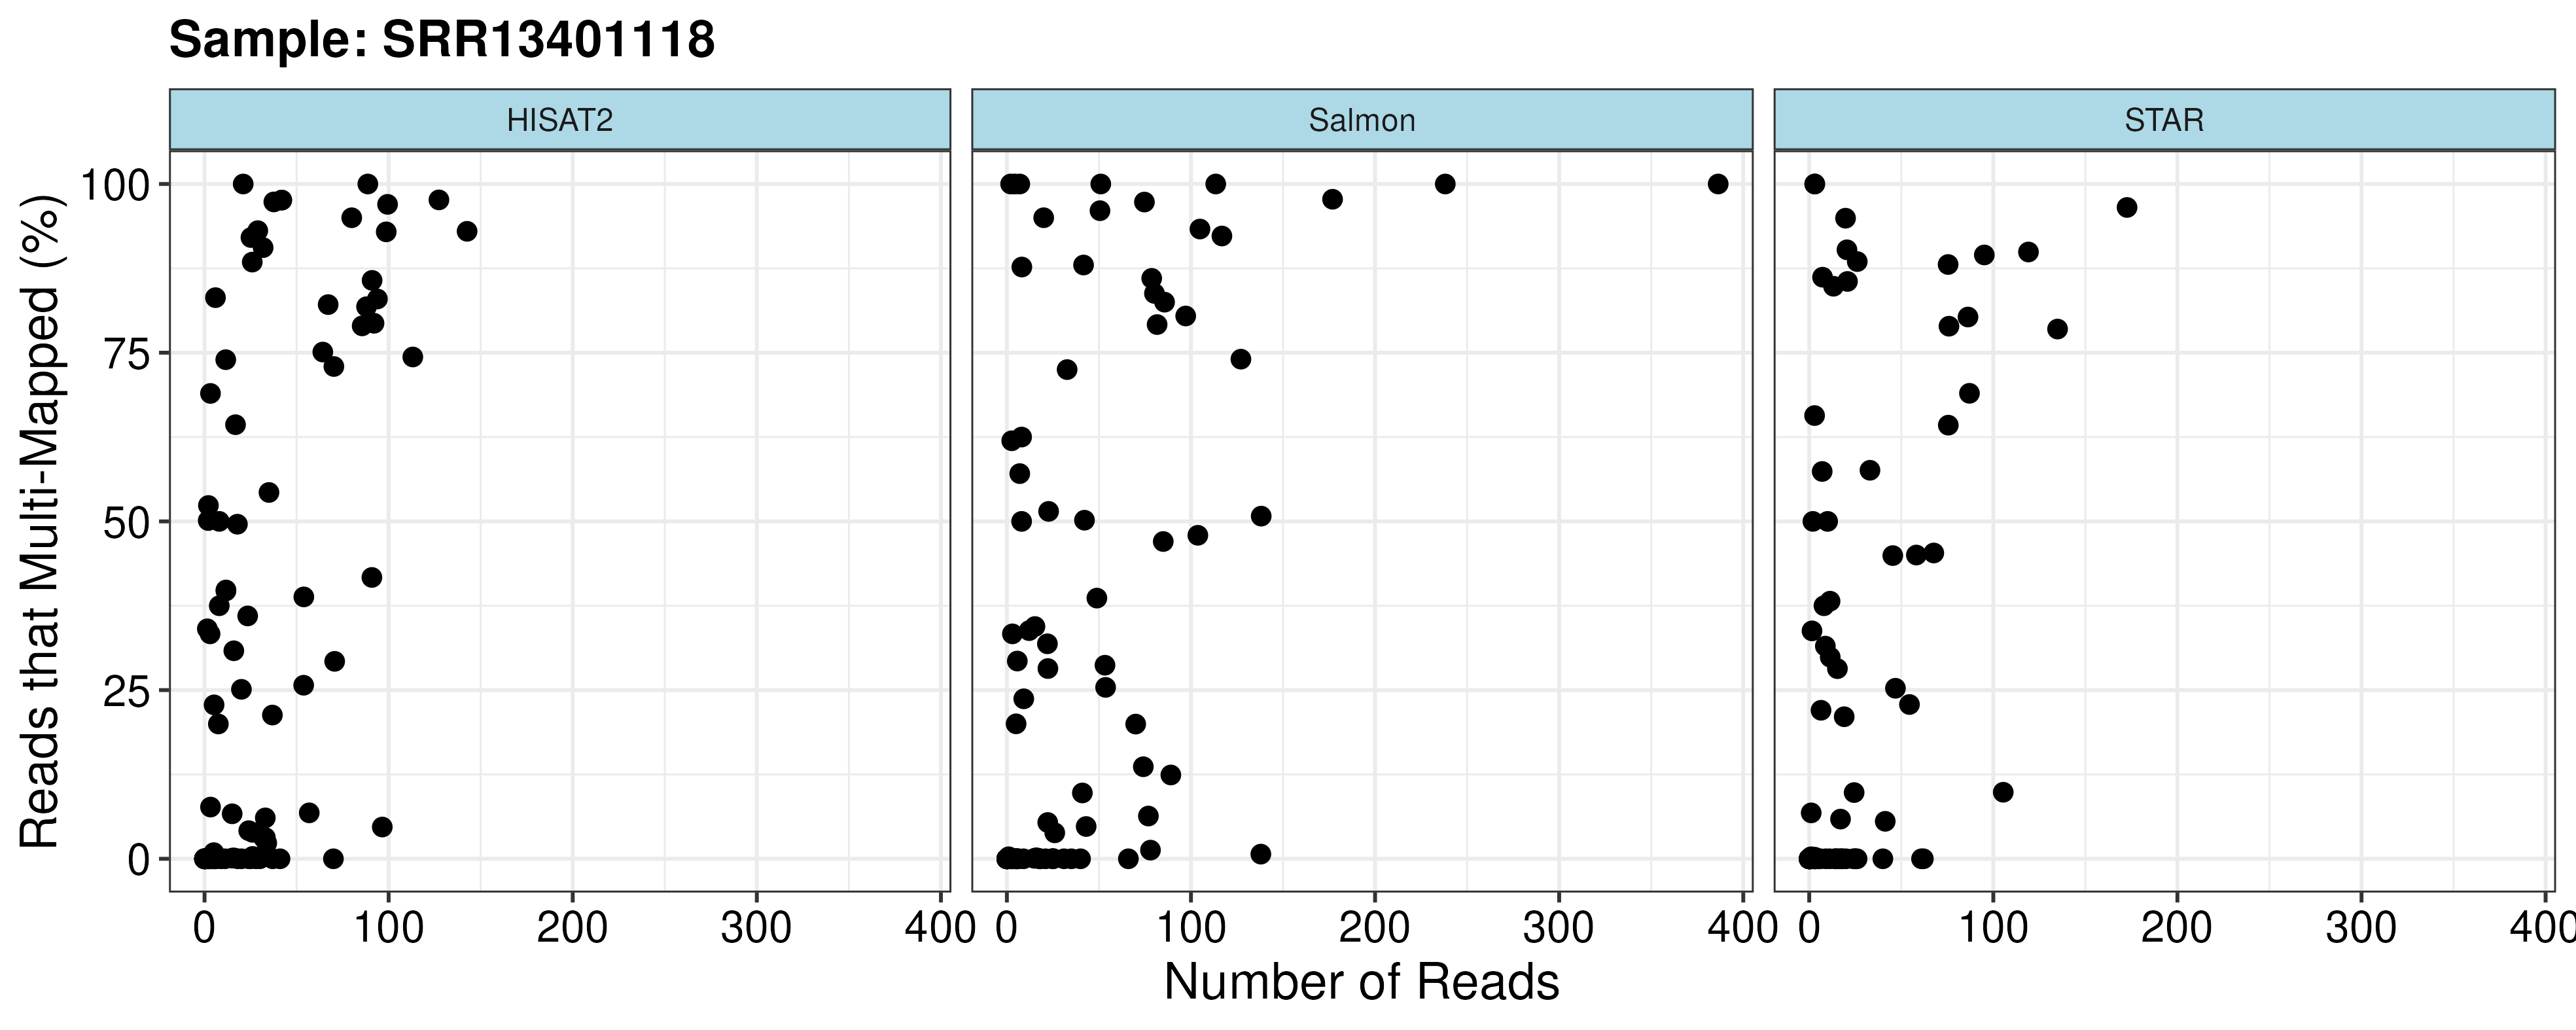 Sample: SRR13401118
HISAT2 Salmon STAR
Reads that Multi-Mapped (%)
100
75
50
25
0
0 100 200 300 400 0 100 200 300 400 0 100 200 300 400
Number of Reads